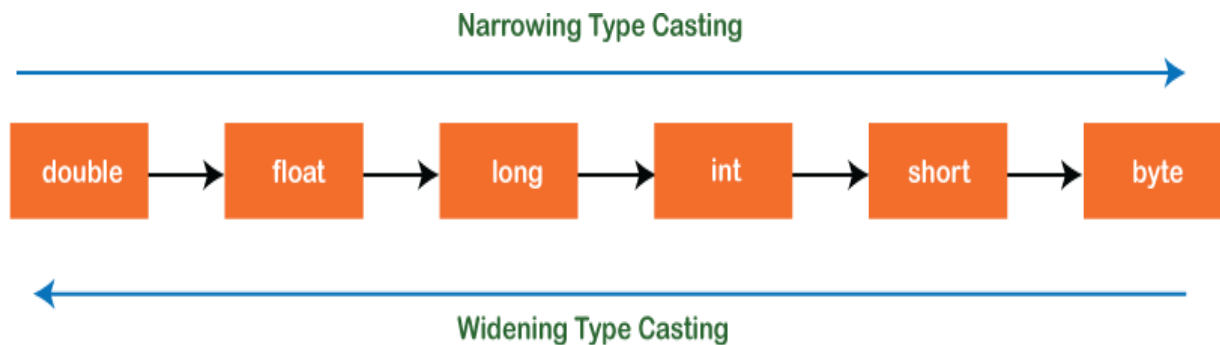 Narrowing Type Casting
double float long int short byte
Widening Type Casting